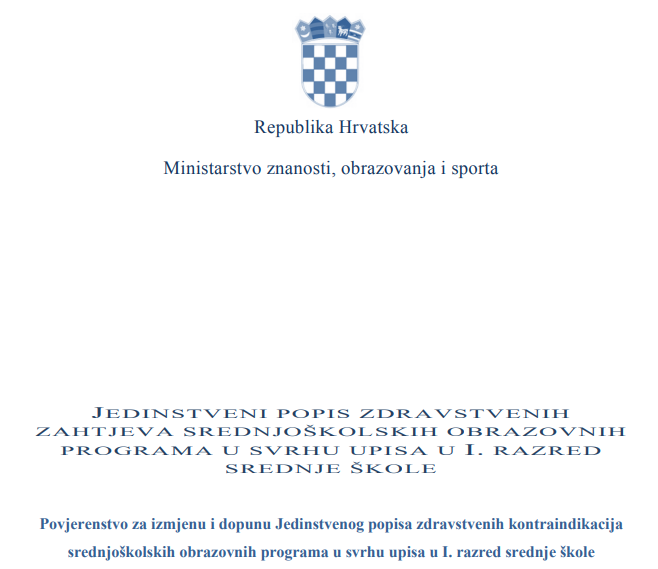 Republika Hrvatska
Ministarstvo znanosti, obrazovanja i sporta
JEDINSTVENI POPIS ZDRAVSTVENIH
ZAHTJEVA SREDNJOŠKOLSKIH OBRAZOVNIH
PROGRAMA U SVRHU UPISA U I. RAZRED
SREDNJE ŠKOLE
Povjerenstvo za izmjenu i dopunu Jedinstvenog popisa zdravstvenih kontraindikacija
srednjoškolskih obrazovnih programa u svrhu upisa u I. razred srednje škole